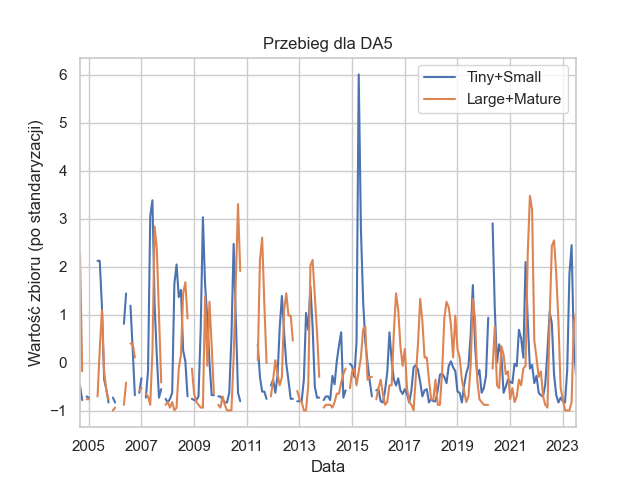 Przebieg dla DA5
Tiny+Small
Large+Mature
Wartość zbioru (po standaryzacji)
6
5
4
3
2
1
0
−1
2005 2007 2009 2011 2013 2015 2017 2019 2021 2023
Data